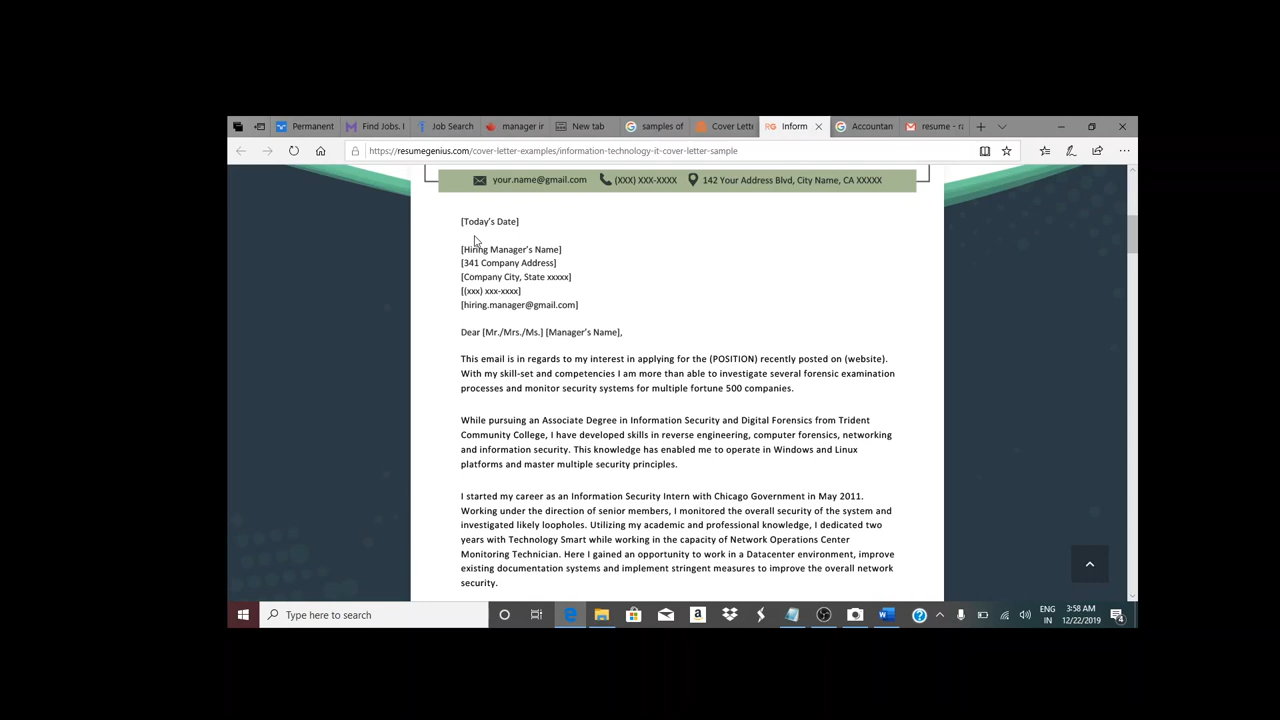 Permanent
Find Jobs. I
Job Search
manager ir
New tab
samples of
Cover Lette
RG Inform
Accountan
resume - ra
https://resumegenius.com/cover-letter-examples/information-technology-it-cover-letter-sample
your.name@gmail.com (XXX) XXX-XXXX 142 Your Address Blvd, City Name, CA XXXXX
[Today's Date]
[Hiring Manager's Name]
[341 Company Address]
[Company City, State xxxxx]
[(xxx) xxx-xxxx]
[hiring.manager@gmail.com]
Dear [Mr./Mrs./Ms.] [Manager's Name],
This email is in regards to my interest in applying for the (POSITION) recently posted on (website).
With my skill-set and competencies I am more than able to investigate several forensic examination
processes and monitor security systems for multiple fortune 500 companies.
While pursuing an Associate Degree in Information Security and Digital Forensics from Trident
Community College, I have developed skills in reverse engineering, computer forensics, networking
and information security. This knowledge has enabled me to operate in Windows and Linux
platforms and master multiple security principles.
I started my career as an Information Security Intern with Chicago Government in May 2011.
Working under the direction of senior members, I monitored the overall security of the system and
investigated likely loopholes. Utilizing my academic and professional knowledge, I dedicated two
years with Technology Smart while working in the capacity of Network Operations Center
Monitoring Technician. Here I gained an opportunity to work in a Datacenter environment, improve
existing documentation systems and implement stringent measures to improve the overall network
security.
Type here to search
ENG
IN
3:58 AM
12/22/2019
4